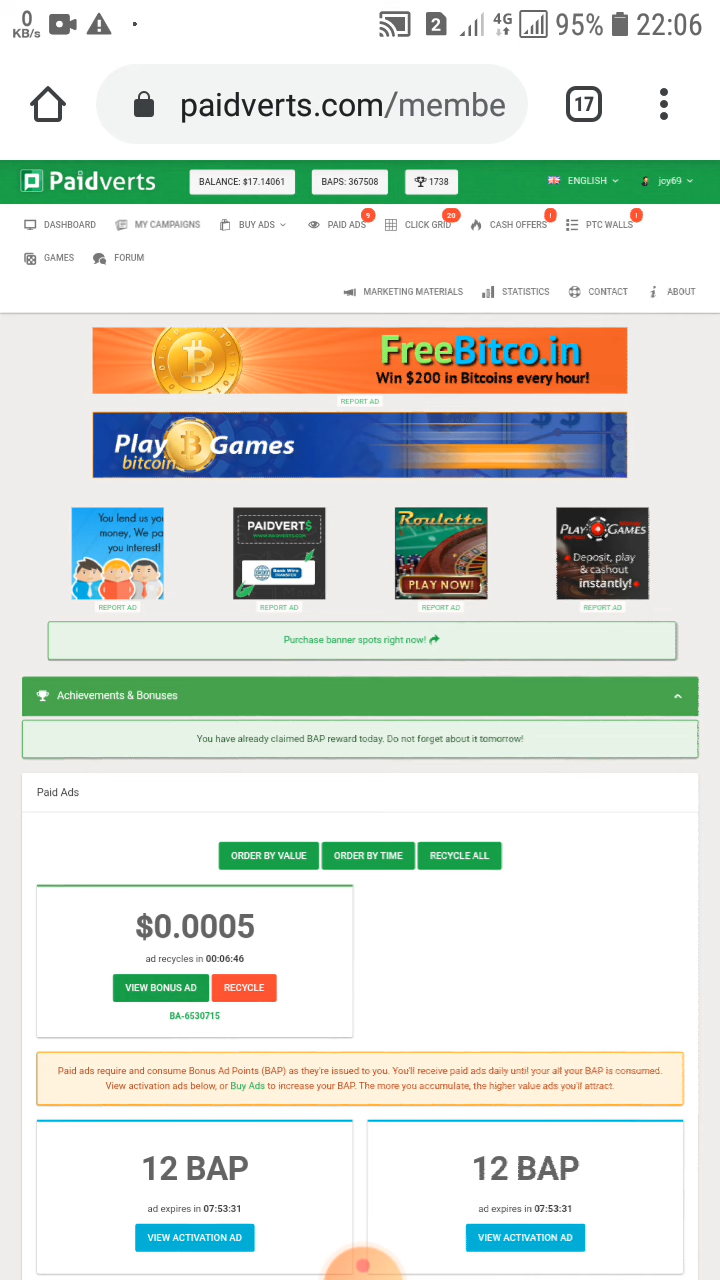 0
KB/s
2
4G
95%
22:06
paidverts.com/membe
17
Paidverts
BALANCE: $17.14061
BAPS: 367508
1738
ENGLISH
joy69
DASHBOARD
MY CAMPAIGNS
BUY ADS
PAID ADS
9
CLICK GRID
20
CASH OFFERS
1
PTC WALLS
1
GAMES
FORUM
MARKETING MATERIALS
STATISTICS
CONTACT
ABOUT
FreeBitco.in
Win $200 in Bitcoins every hour!
REPORT AD
Play B Games
bitcoin
You lend us you
money, We pa
you interest!
REPORT AD
PAIDVERT$
WWW.PAIDVERTS.COM
Bank Wire
TRANSFER
REPORT AD
Roulette
PLAY NOW!
REPORT AD
PLAY GAMES
Deposit, play
& cashout
instantly!
REPORT AD
Purchase banner spots right now!
Achievements & Bonuses
You have already claimed BAP reward today. Do not forget about it tomorrow!
Paid Ads
ORDER BY VALUE
ORDER BY TIME
RECYCLE ALL
$0.0005
ad recycles in 00:06:46
VIEW BONUS AD
RECYCLE
BA-6530715
Paid ads require and consume Bonus Ad Points (BAP) as they're issued to you. You'll receive paid ads daily until your all your BAP is consumed.
View activation ads below, or Buy Ads to increase your BAP. The more you accumulate, the higher value ads you'll attract.
12 BAP
ad expires in 07:53:31
VIEW ACTIVATION AD
12 BAP
ad expires in 07:53:31
VIEW ACTIVATION AD